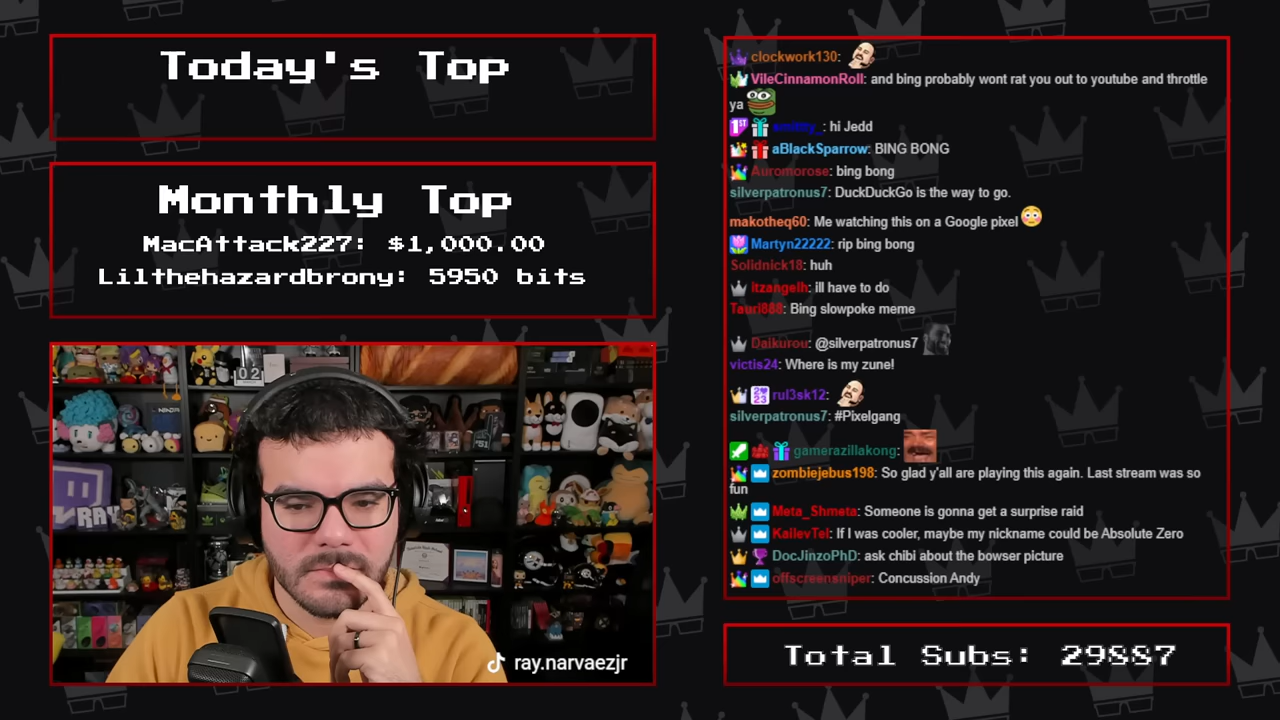 Today's Top
Monthly Top
MacAttack227: $1,000.00
Lilthehazardbrony: 5950 bits
02
RAY
ray.narvaezjr
clockwork130:
VileCinnamonRoll: and bing probably wont rat you out to youtube and throttle
ya
1ST : hi Jedd
aBlackSparrow: BING BONG
Auromorose: bing bong
silverpatronus7: DuckDuckGo is the way to go.
makotheq60: Me watching this on a Google pixel
Martyn22222: rip bing bong
Solidnick18: huh
itzangelh: ill have to do
Tauri888: Bing slowpoke meme
Daikurou: @silverpatronus7
victis24: Where is my zune!
rul3sk12:
silverpatronus7: #Pixelgang
gamerazillakong:
zombiejebus198: So glad y'all are playing this again. Last stream was so
fun
Meta_Shmeta: Someone is gonna get a surprise raid
KailevTei: If I was cooler, maybe my nickname could be Absolute Zero
DocJinzoPhD: ask chibi about the bowser picture
offscreensniper: Concussion Andy
Total Subs: 29887